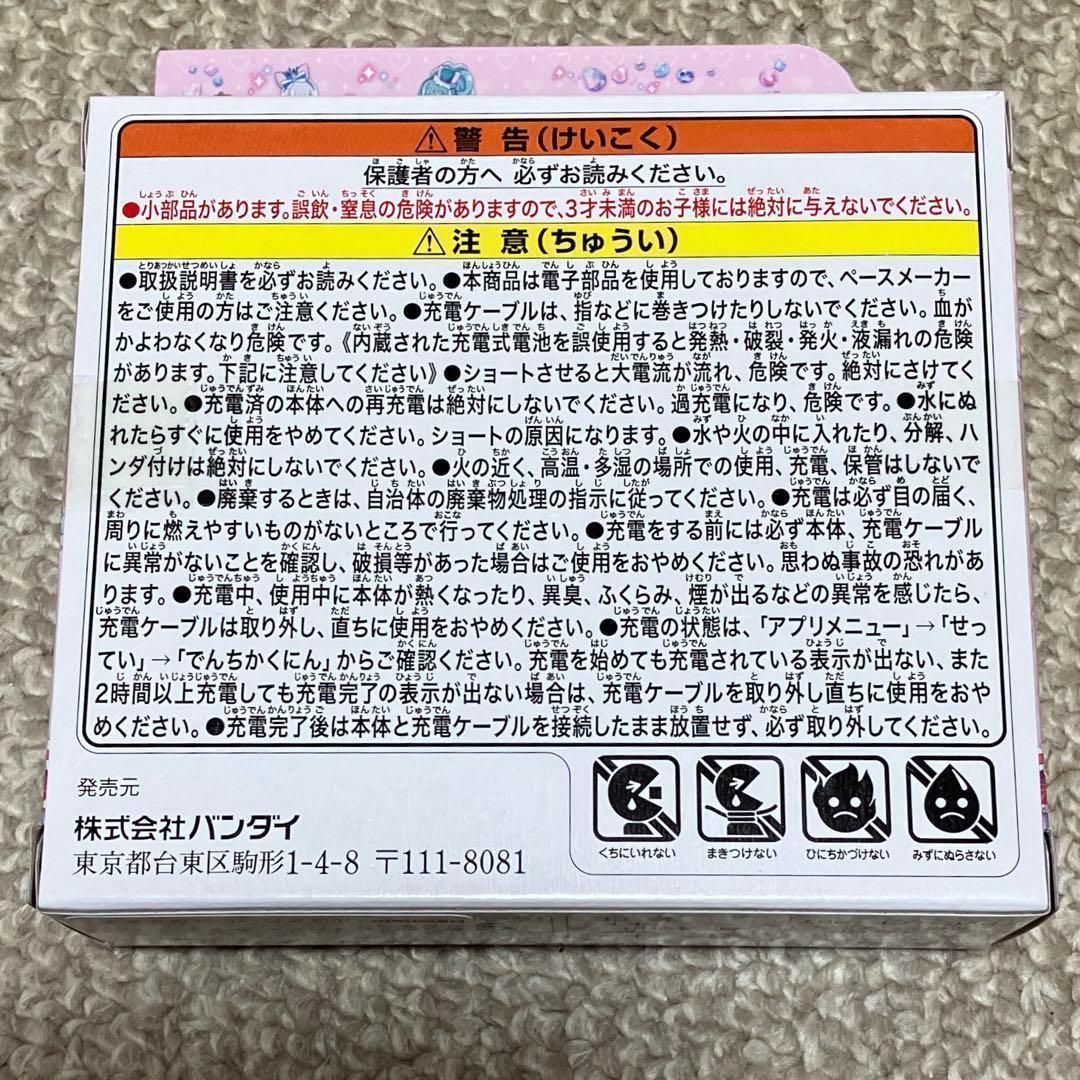 ⚠警 告(けいこく)
保護者の方へ 必ずお読みください。
●小部品があります。誤飲・窒息の危険がありますので、3才未満のお子様には絶対に与えないでください。
⚠注 意(ちゅうい)
●取扱説明書を必ずお読みください。●本商品は電子部品を使用しておりますので、ペースメーカー
をご使用の方はご注意ください。●充電ケーブルは、指などに巻きつけたりしないでください。血が
かよわなくなり危険です。《内蔵された充電式電池を誤使用すると発熱・破裂・発火・液漏れの危険
があります。下記に注意してください》●ショートさせると大電流が流れ、危険です。絶対にさけてく
ださい。●充電済の本体への再充電は絶対にしないでください。過充電になり、危険です。●水にぬ
れたらすぐに使用をやめてください。ショートの原因になります。●水や火の中に入れたり、分解、ハ
ンダ付けは絶対にしないでください。●火の近く、高温・多湿の場所での使用、充電、保管はしないで
ください。●廃棄するときは、自治体の廃棄物処理の指示に従ってください。●充電は必ず目の届く、
周りに燃えやすいものがないところで行ってください。●充電をする前には必ず本体、充電ケーブル
に異常がないことを確認し、破損等があった場合はご使用をおやめください。思わぬ事故の恐れがあり
ます。●充電中、使用中に本体が熱くなったり、異臭、ふくらみ、煙が出るなどの異常を感じたら、
充電ケーブルは取り外し、直ちに使用をおやめください。●充電の状態は、「アプリメニュー」→「せっ
てい」→「でんちかくにん」からご確認ください。充電を始めても充電されている表示が出ない、また
2時間以上充電しても充電完了の表示が出ない場合は、充電ケーブルを取り外し直ちに使用をおや
めください。●充電完了後は本体と充電ケーブルを接続したまま放置せず、必ず取り外してください。
発売元
株式会社バンダイ
東京都台東区駒形1-4-8 〒111-8081
くちにいれない
まきつけない
ひにちかづけない
みずにぬらさない